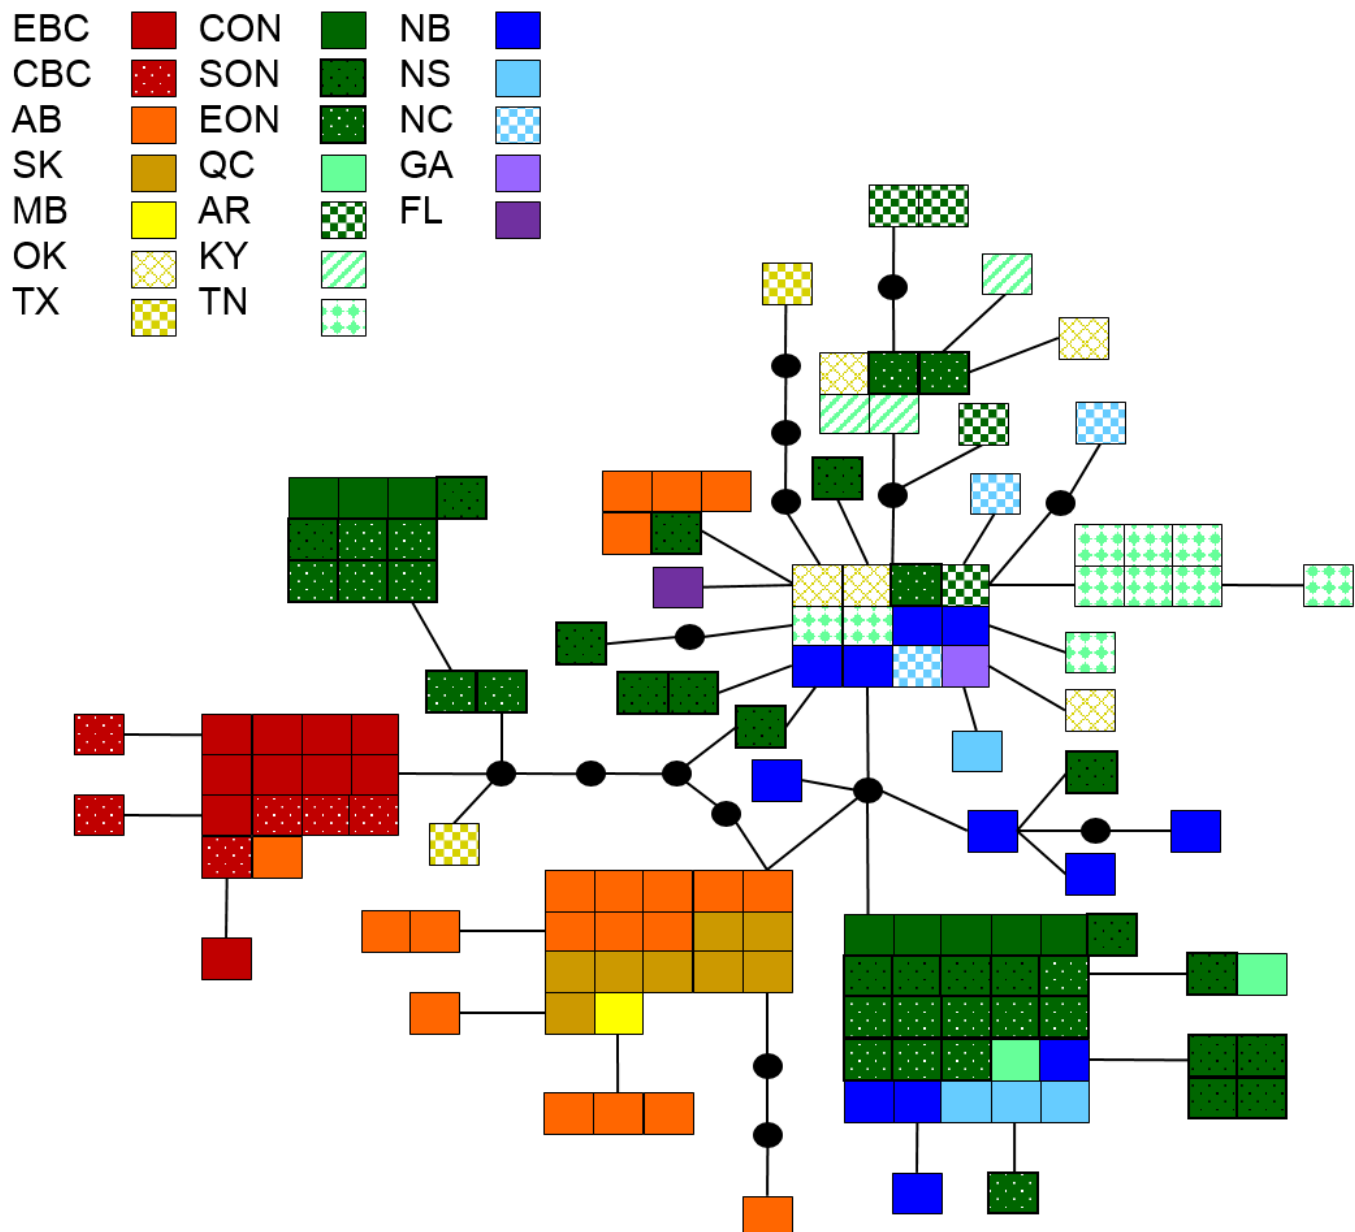 EBC CON NB
CBC SON NS
AB EON NC
SK QC GA
MB AR FL
OK KY
TX TN